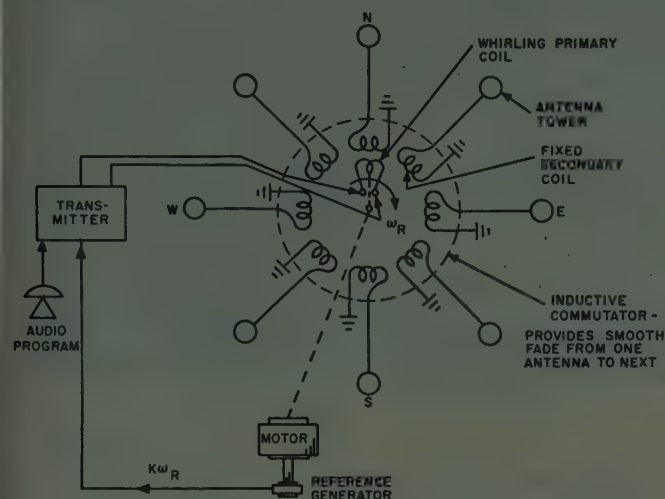 N
WHIRLING PRIMARY
COIL
ANTENNA
TOWER
FIXED
SECONDARY
COIL
TRANS-
MITTER
W
E
ωR
AUDIO
PROGRAM
INDUCTIVE
COMMUTATOR -
PROVIDES SMOOTH
FADE FROM ONE
ANTENNA TO NEXT
S
MOTOR
KωR
REFERENCE
GENERATOR